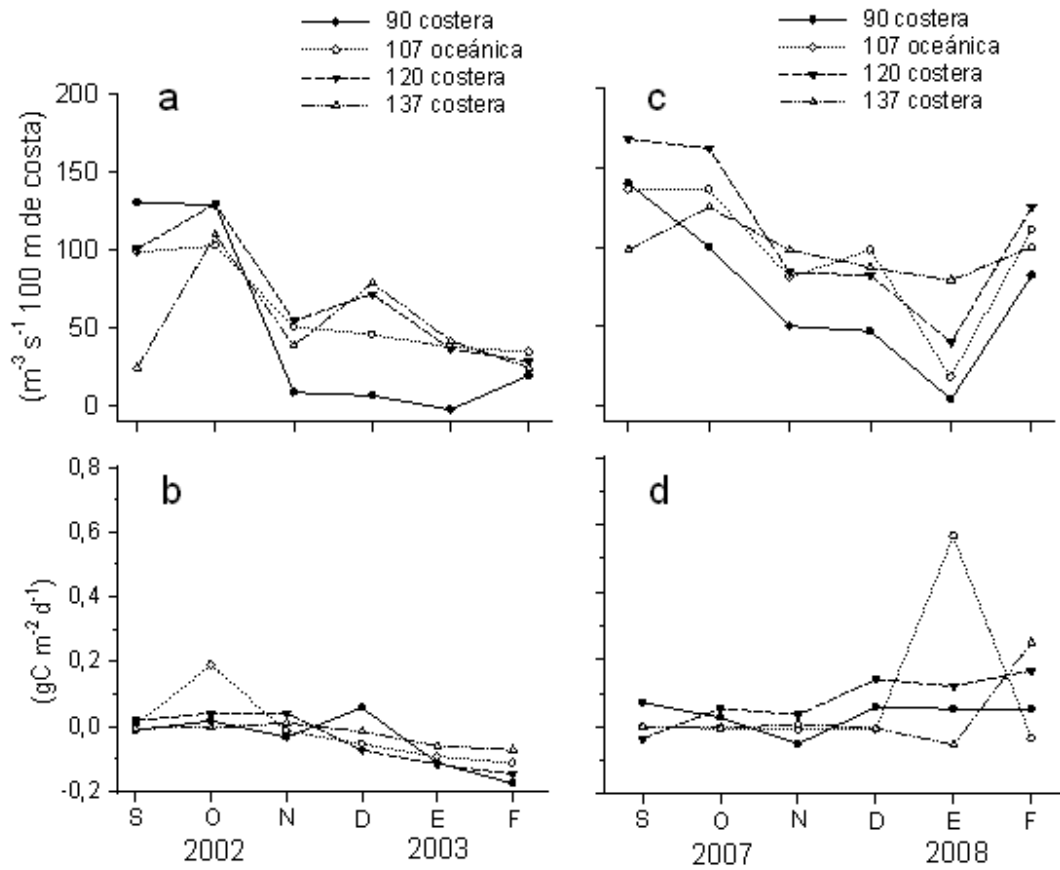 90 costera
107 oceánica
120 costera
137 costera
90 costera
107 oceánica
120 costera
137 costera
a
c
200
150
100
50
0
(m⁻³ s⁻¹ 100 m de costa)
S O N D E F
b
d
0,8
0,6
0,4
0,2
0,0
-0,2
(gC m⁻² d⁻¹)
S O N D E F
2002 2003
S O N D E F
2007 2008